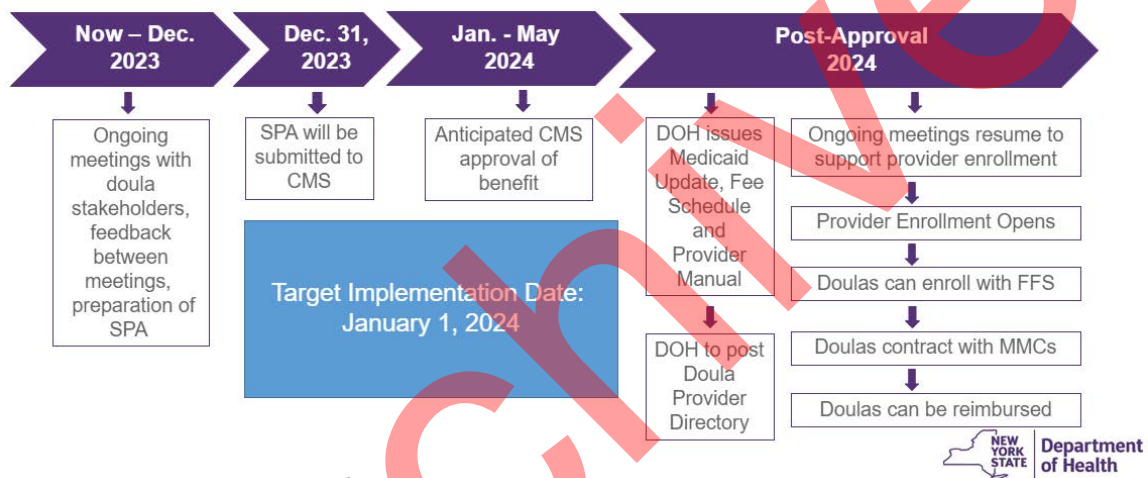 Now – Dec.
2023
Dec. 31,
2023
Jan. - May
2024
Post-Approval
2024
Ongoing
meetings with
doula
stakeholders,
feedback
between
meetings,
preparation of
SPA
SPA will be
submitted to
CMS
Anticipated CMS
approval of
benefit
Target Implementation Date:
January 1, 2024
DOH issues
Medicaid
Update, Fee
Schedule
and
Provider
Manual
DOH to post
Doula
Provider
Directory
Ongoing meetings resume to
support provider enrollment
Provider Enrollment Opens
Doulas can enroll with FFS
Doulas contract with MMCs
Doulas can be reimbursed
NEW
YORK
STATE
Department
of Health
chive